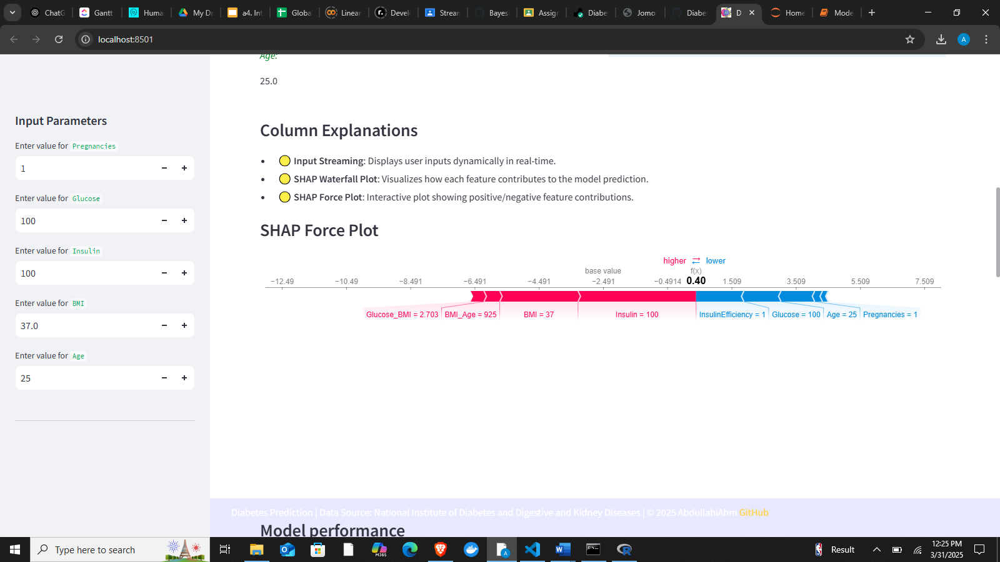 ChatG
Gantt
Huma
My Dr
a4. Int
Globa
Linear
Develo
Stream
Bayes
Assign
Diabet
Jomo
Diabet
D
Home
Mode
localhost:8501
A
Input Parameters
Enter value for Pregnancies
1
Enter value for Glucose
100
Enter value for Insulin
100
Enter value for BMI
37.0
Enter value for Age
25
Age:
25.0
Column Explanations
Input Streaming: Displays user inputs dynamically in real-time.
SHAP Waterfall Plot: Visualizes how each feature contributes to the model prediction.
SHAP Force Plot: Interactive plot showing positive/negative feature contributions.
SHAP Force Plot
higher lower
base value f(x)
−12.49 −10.49 −8.491 −6.491 −4.491 −2.491 −0.4914 0.40 1.509 3.509 5.509 7.509
Glucose_BMI = 2.703 BMI_Age = 925 BMI = 37 Insulin = 100 InsulinEfficiency = 1 Glucose = 100 Age = 25 Pregnancies = 1
Diabetes Prediction | Data Source: National Institute of Diabetes and Digestive and Kidney Diseases | © 2025 AbdullahiAhm GitHub
Model performance
Type here to search
M365
A
Result
12:25 PM
3/31/2025